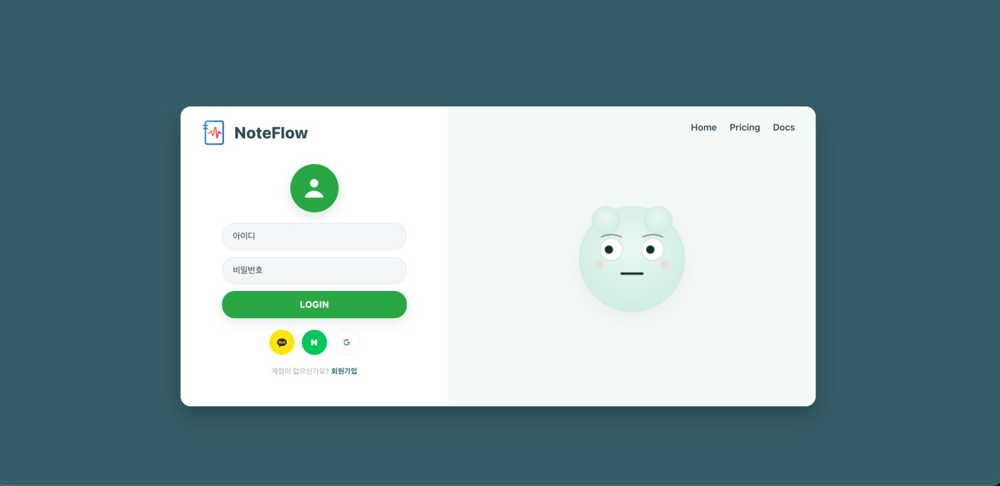 NoteFlow
Home Pricing Docs
아이디
비밀번호
LOGIN
TALK
N
G
계정이 없으신가요? 회원가입